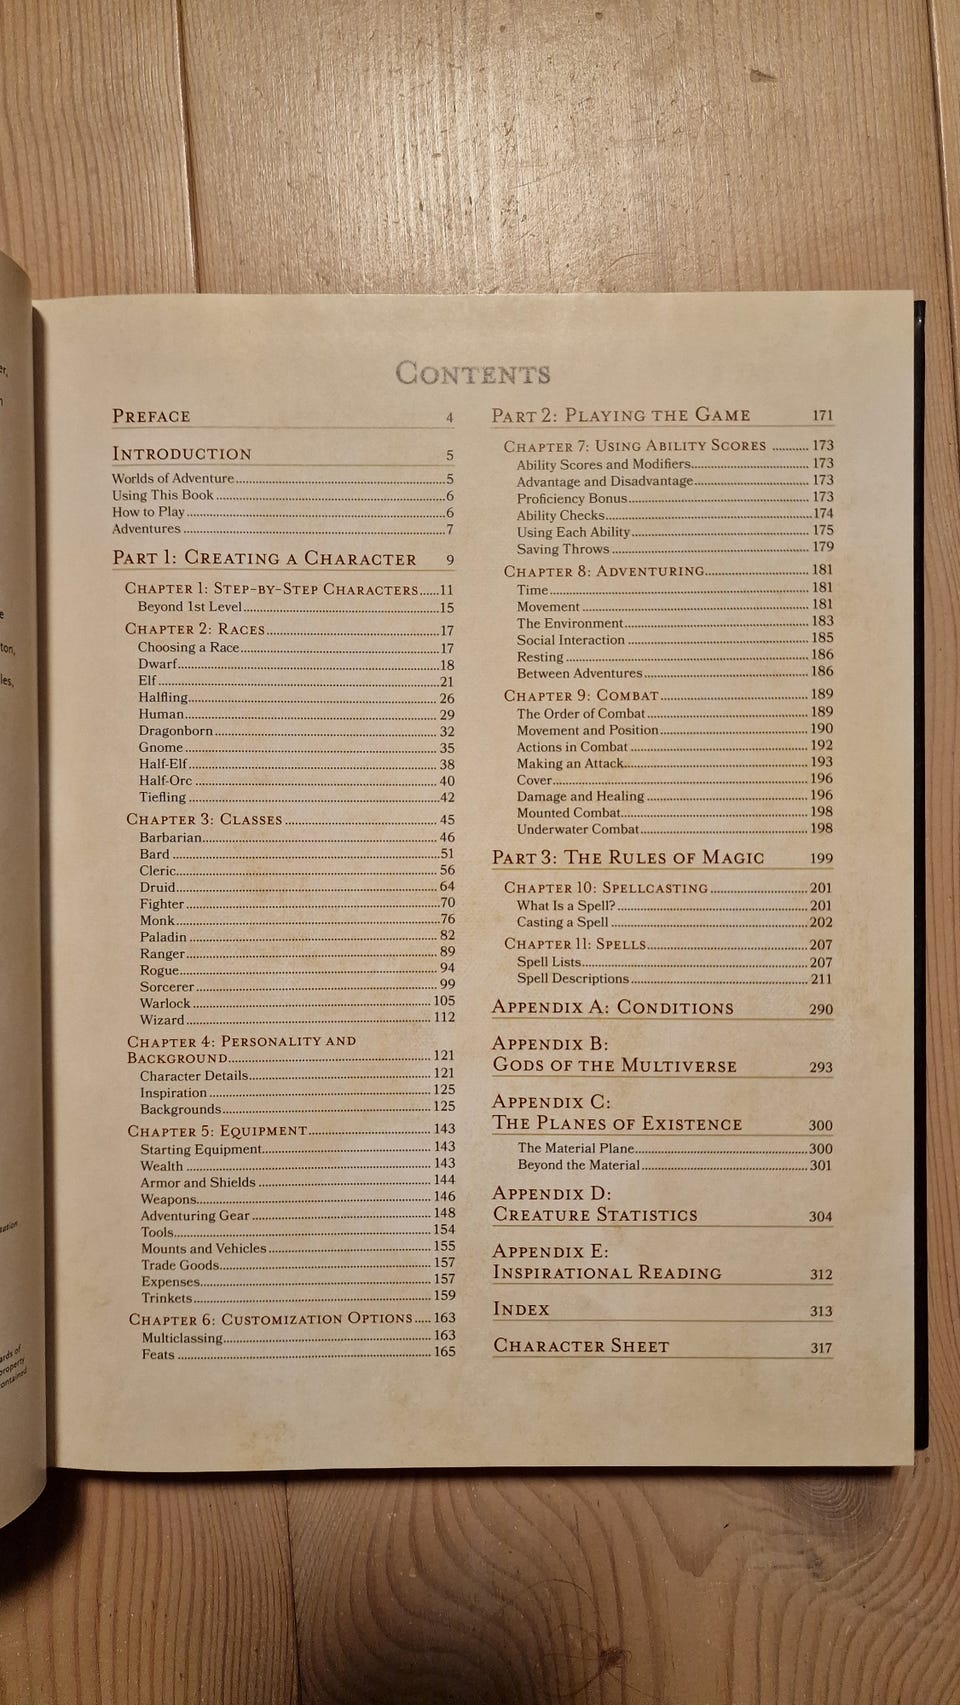 er,
n
e
ton,
les,
tation
ards of
property
contained
Contents
Preface 4
Introduction 5
Worlds of Adventure 5
Using This Book 6
How to Play 6
Adventures 7
Part 1: Creating a Character 9
Chapter 1: Step-by-Step Characters 11
Beyond 1st Level 15
Chapter 2: Races 17
Choosing a Race 17
Dwarf 18
Elf 21
Halfling 26
Human 29
Dragonborn 32
Gnome 35
Half-Elf 38
Half-Orc 40
Tiefling 42
Chapter 3: Classes 45
Barbarian 46
Bard 51
Cleric 56
Druid 64
Fighter 70
Monk 76
Paladin 82
Ranger 89
Rogue 94
Sorcerer 99
Warlock 105
Wizard 112
Chapter 4: Personality and
Background 121
Character Details 121
Inspiration 125
Backgrounds 125
Chapter 5: Equipment 143
Starting Equipment 143
Wealth 143
Armor and Shields 144
Weapons 146
Adventuring Gear 148
Tools 154
Mounts and Vehicles 155
Trade Goods 157
Expenses 157
Trinkets 159
Chapter 6: Customization Options 163
Multiclassing 163
Feats 165
Part 2: Playing the Game 171
Chapter 7: Using Ability Scores 173
Ability Scores and Modifiers 173
Advantage and Disadvantage 173
Proficiency Bonus 173
Ability Checks 174
Using Each Ability 175
Saving Throws 179
Chapter 8: Adventuring 181
Time 181
Movement 181
The Environment 183
Social Interaction 185
Resting 186
Between Adventures 186
Chapter 9: Combat 189
The Order of Combat 189
Movement and Position 190
Actions in Combat 192
Making an Attack 193
Cover 196
Damage and Healing 196
Mounted Combat 198
Underwater Combat 198
Part 3: The Rules of Magic 199
Chapter 10: Spellcasting 201
What Is a Spell? 201
Casting a Spell 202
Chapter 11: Spells 207
Spell Lists 207
Spell Descriptions 211
Appendix A: Conditions 290
Appendix B:
Gods of the Multiverse 293
Appendix C:
The Planes of Existence 300
The Material Plane 300
Beyond the Material 301
Appendix D:
Creature Statistics 304
Appendix E:
Inspirational Reading 312
Index 313
Character Sheet 317